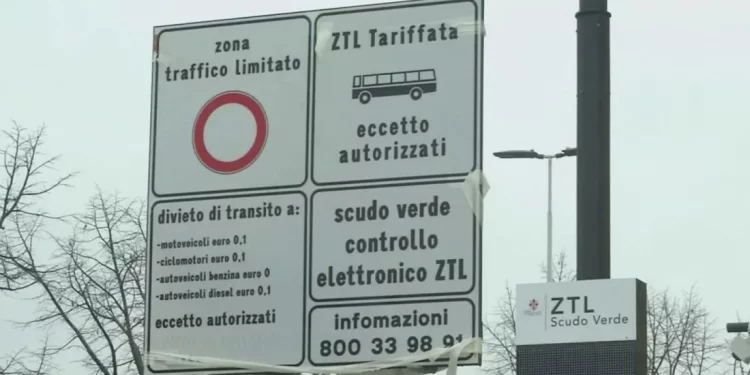 zona
traffico limitato
ZTL Tariffata
eccetto
autorizzati
divieto di transito a:
-motoveicoli euro 0,1
-ciclomotori euro 0,1
-autoveicoli benzina euro 0
-autoveicoli diesel euro 0,1
eccetto autorizzati
scudo verde
controllo
elettronico ZTL
infomazioni
800 33 98 91
ZTL
Scudo Verde